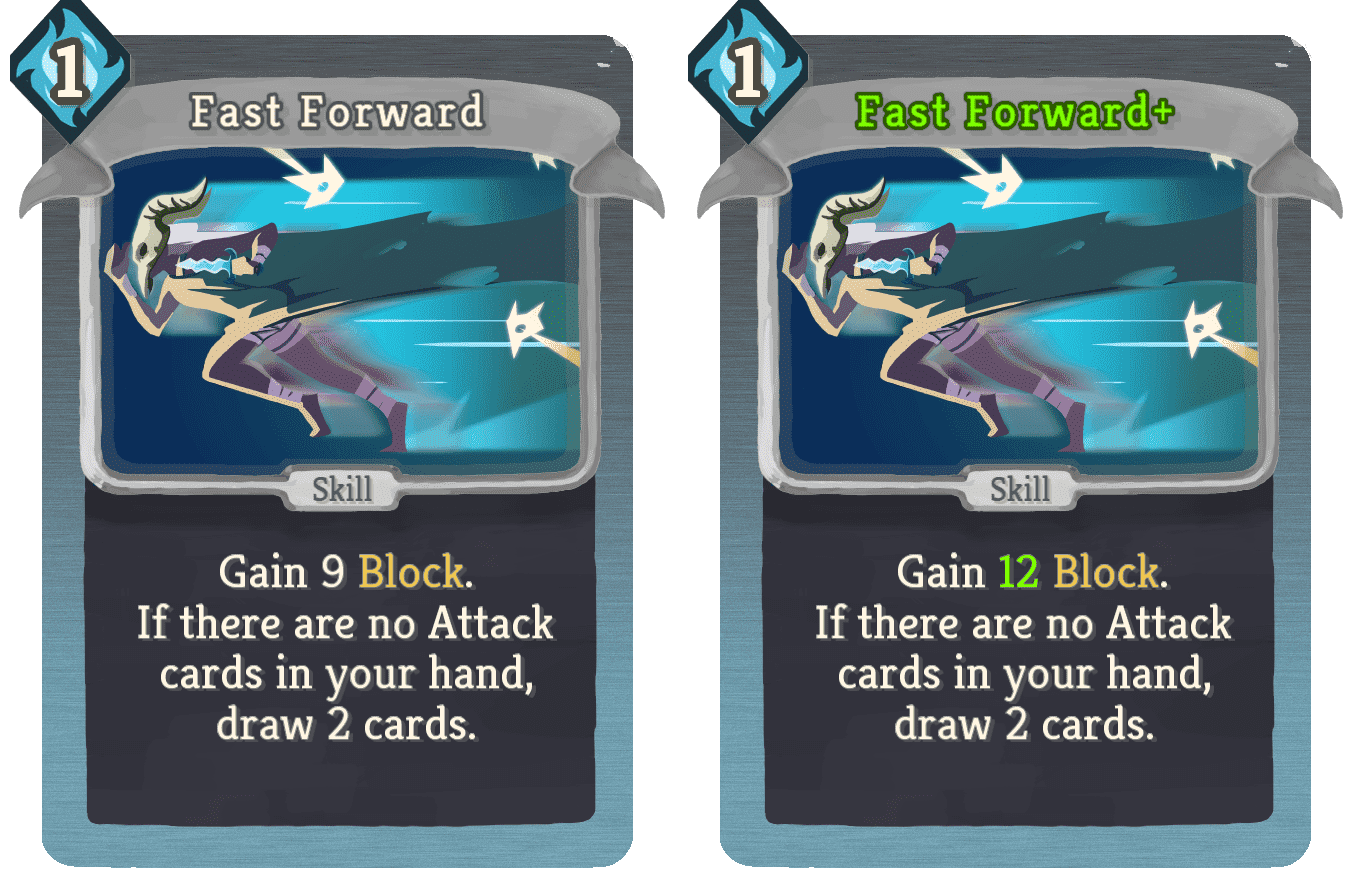 1
Fast Forward
Skill
Gain 9 Block.
If there are no Attack
cards in your hand,
draw 2 cards.
1
Fast Forward+
Skill
Gain 12 Block.
If there are no Attack
cards in your hand,
draw 2 cards.